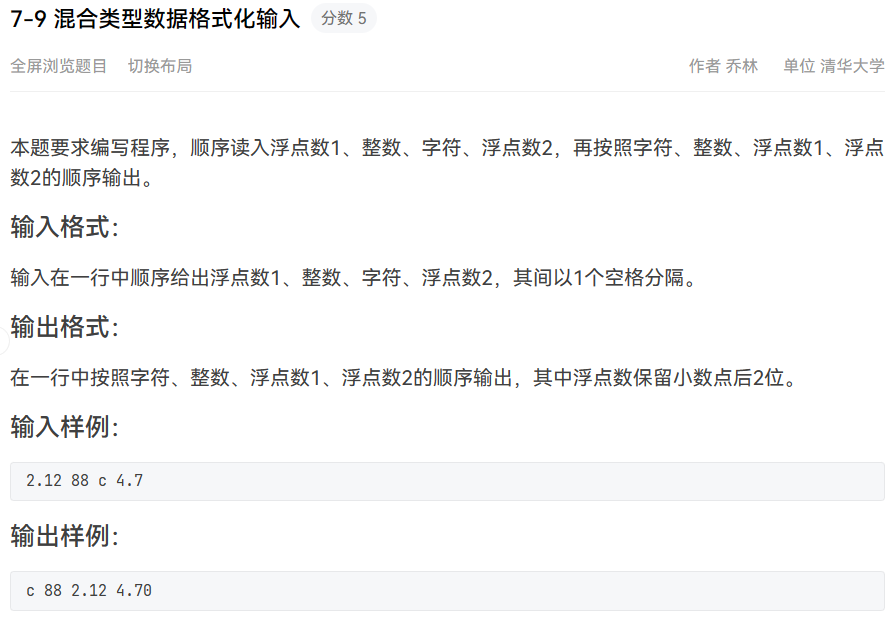 7-9 混合类型数据格式化输入 分数 5
全屏浏览题目 切换布局 作者 乔林 单位 清华大学
本题要求编写程序，顺序读入浮点数1、整数、字符、浮点数2，再按照字符、整数、浮点数1、浮点
数2的顺序输出。
输入格式：
输入在一行中顺序给出浮点数1、整数、字符、浮点数2，其间以1个空格分隔。
输出格式：
在一行中按照字符、整数、浮点数1、浮点数2的顺序输出，其中浮点数保留小数点后2位。
输入样例：
2.12 88 c 4.7
输出样例：
c 88 2.12 4.70